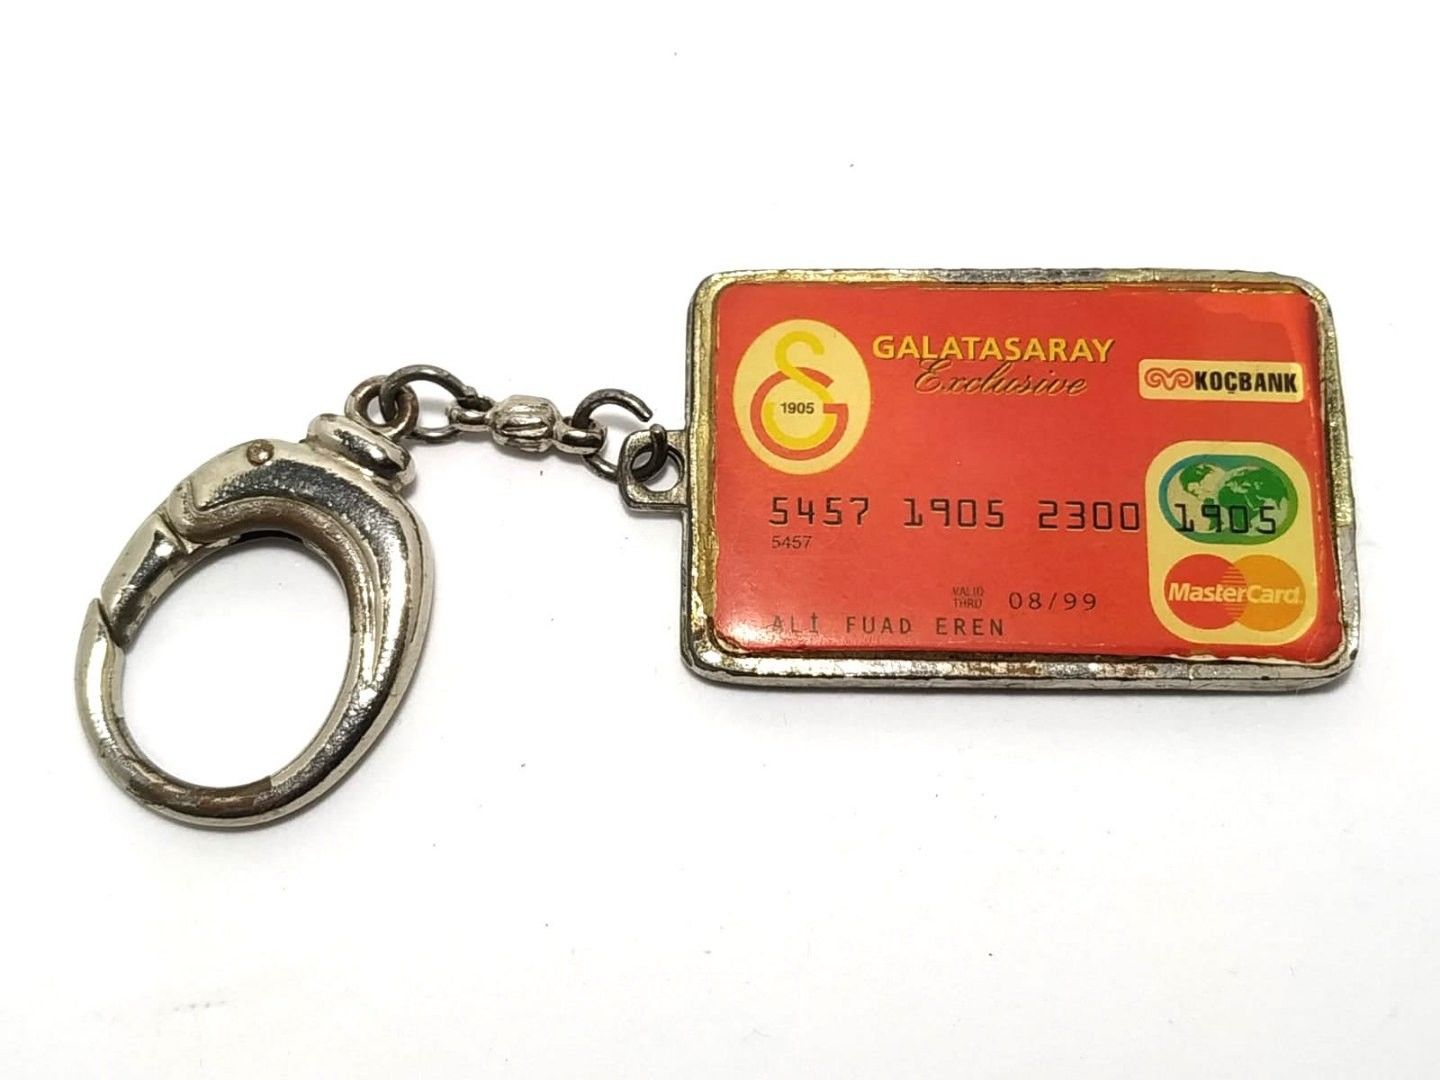 GALATASARAY
Exclusive
1905
KOÇBANK
5457 1905 2300 1905
5457
VALID
THRU 08/99
ALİ FUAD EREN
MasterCard